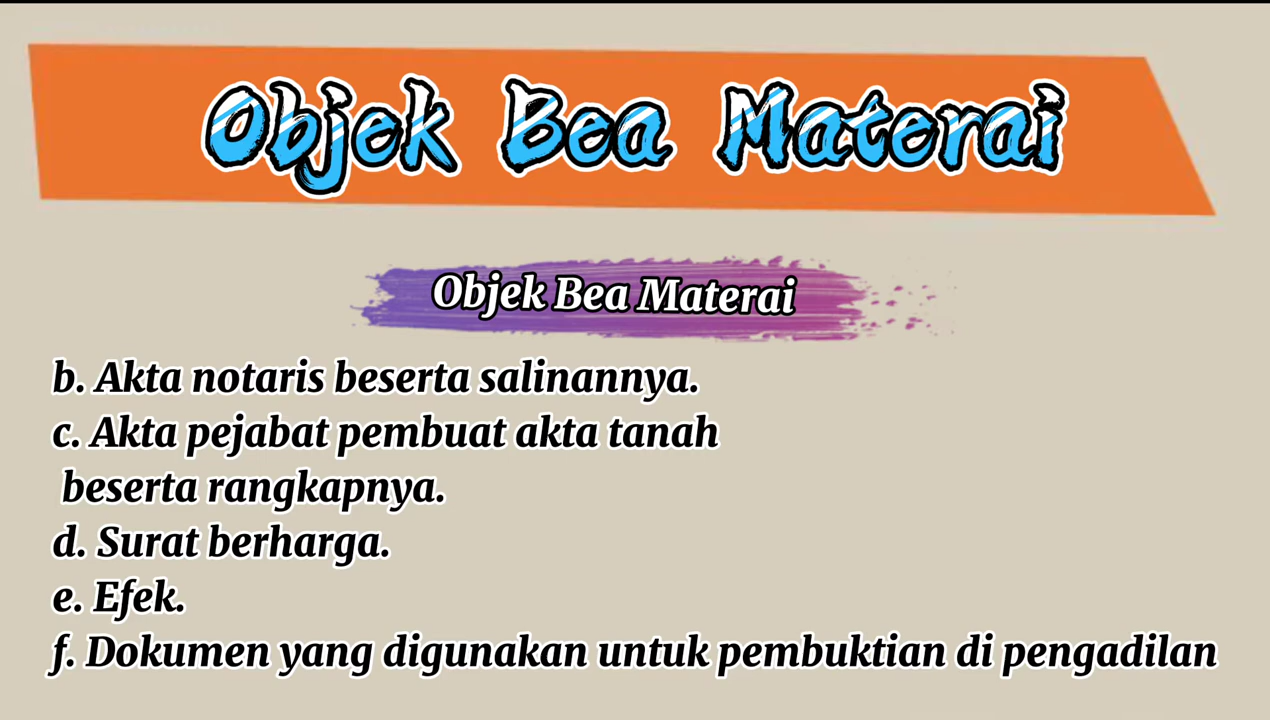 Objek Bea Materai
Objek Bea Materai
b. Akta notaris beserta salinannya.
c. Akta pejabat pembuat akta tanah
beserta rangkapnya.
d. Surat berharga.
e. Efek.
f. Dokumen yang digunakan untuk pembuktian di pengadilan